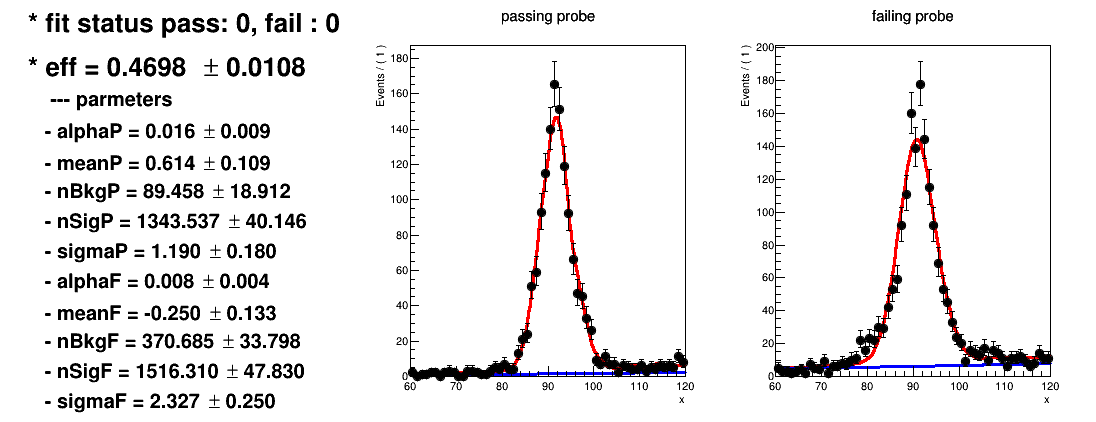 * fit status pass: 0, fail : 0
* eff = 0.4698 ± 0.0108
--- parmeters
- alphaP = 0.016 ± 0.009
- meanP = 0.614 ± 0.109
- nBkgP = 89.458 ± 18.912
- nSigP = 1343.537 ± 40.146
- sigmaP = 1.190 ± 0.180
- alphaF = 0.008 ± 0.004
- meanF = -0.250 ± 0.133
- nBkgF = 370.685 ± 33.798
- nSigF = 1516.310 ± 47.830
- sigmaF = 2.327 ± 0.250
passing probe
Events / ( 1 )
180
160
140
120
100
80
60
40
20
0
60 70 80 90 100 110 120
x
failing probe
Events / ( 1 )
200
180
160
140
120
100
80
60
40
20
0
60 70 80 90 100 110 120
x